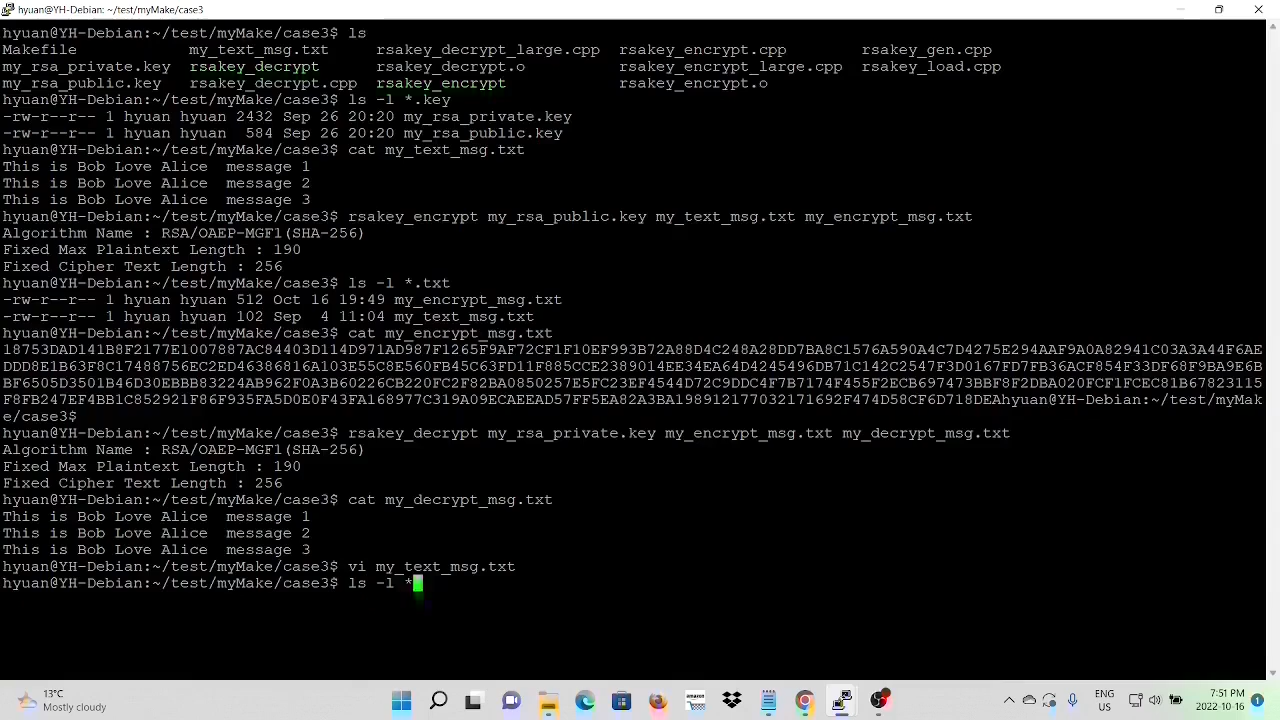 hyuan@YH-Debian: ~/test/myMake/case3
hyuan@YH-Debian:~/test/myMake/case3$ ls
Makefile my_text_msg.txt rsakey_decrypt_large.cpp rsakey_encrypt.cpp rsakey_gen.cpp
my_rsa_private.key rsakey_decrypt rsakey_decrypt.o rsakey_encrypt_large.cpp rsakey_load.cpp
my_rsa_public.key rsakey_decrypt.cpp rsakey_encrypt rsakey_encrypt.o
hyuan@YH-Debian:~/test/myMake/case3$ ls -l *.key
-rw-r--r-- 1 hyuan hyuan 2432 Sep 26 20:20 my_rsa_private.key
-rw-r--r-- 1 hyuan hyuan 584 Sep 26 20:20 my_rsa_public.key
hyuan@YH-Debian:~/test/myMake/case3$ cat my_text_msg.txt
This is Bob Love Alice message 1
This is Bob Love Alice message 2
This is Bob Love Alice message 3
hyuan@YH-Debian:~/test/myMake/case3$ rsakey_encrypt my_rsa_public.key my_text_msg.txt my_encrypt_msg.txt
Algorithm Name : RSA/OAEP-MGF1(SHA-256)
Fixed Max Plaintext Length : 190
Fixed Cipher Text Length : 256
hyuan@YH-Debian:~/test/myMake/case3$ ls -l *.txt
-rw-r--r-- 1 hyuan hyuan 512 Oct 16 19:49 my_encrypt_msg.txt
-rw-r--r-- 1 hyuan hyuan 102 Sep 4 11:04 my_text_msg.txt
hyuan@YH-Debian:~/test/myMake/case3$ cat my_encrypt_msg.txt
18753DAD141B8F2177E1007887AC84403D114D971AD987F1265F9AF72CF1F10EF993B72A88D4C248A28DD7BA8C1576A590A4C7D4275E294AAF9A0A82941C03A3A44F6AE
DDD8E1B63F8C17488756EC2ED46386816A103E55C8E560FB45C63FD11F885CCE2389014EE34EA64D4245496DB71C142C2547F3D0167FD7FB36ACF854F33DF68F9BA9E6B
BF6505D3501B46D30EBBB83224AB962F0A3B60226CB220FC2F82BA0850257E5FC23EF4544D72C9DDC4F7B7174F455F2ECB697473BBF8F2DBA020FCF1FCEC81B67823115
F8FB247EF4BB1C852921F86F935FA5D0E0F43FA168977C319A09ECAEEAD57FF5EA82A3BA198912177032171692F474D58CF6D718DEAhyuan@YH-Debian:~/test/myMak
e/case3$
hyuan@YH-Debian:~/test/myMake/case3$ rsakey_decrypt my_rsa_private.key my_encrypt_msg.txt my_decrypt_msg.txt
Algorithm Name : RSA/OAEP-MGF1(SHA-256)
Fixed Max Plaintext Length : 190
Fixed Cipher Text Length : 256
hyuan@YH-Debian:~/test/myMake/case3$ cat my_decrypt_msg.txt
This is Bob Love Alice message 1
This is Bob Love Alice message 2
This is Bob Love Alice message 3
hyuan@YH-Debian:~/test/myMake/case3$ vi my_text_msg.txt
hyuan@YH-Debian:~/test/myMake/case3$ ls -l *
13°C
Mostly cloudy
amazon
ENG
US
7:51 PM
2022-10-16
1